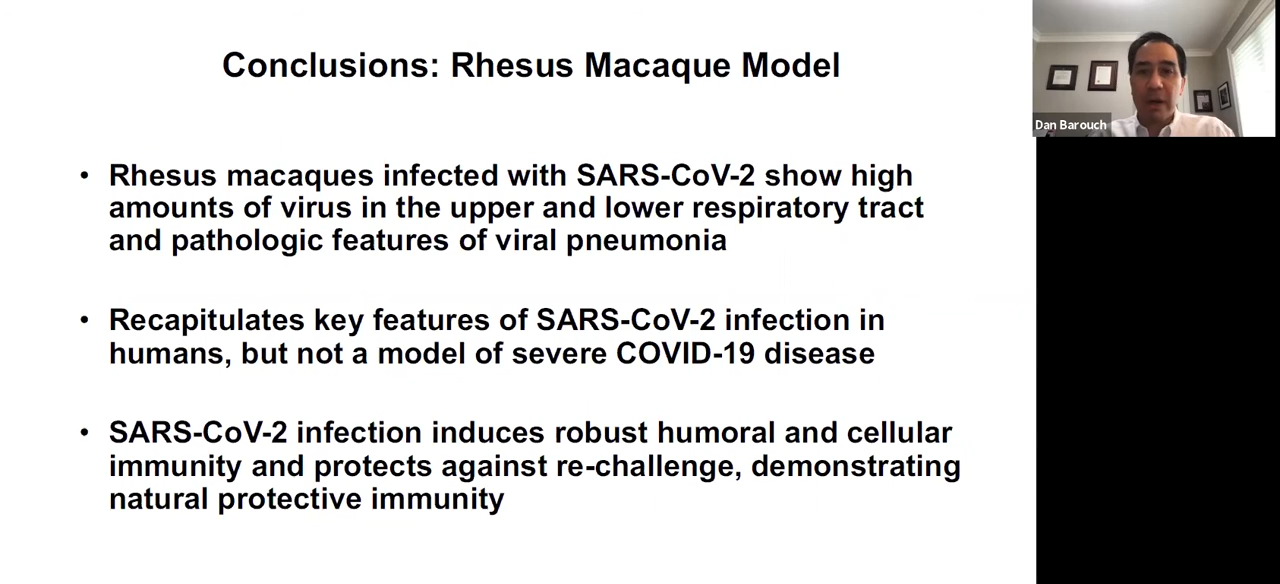 Conclusions: Rhesus Macaque Model
Dan Barouch
• Rhesus macaques infected with SARS-CoV-2 show high
amounts of virus in the upper and lower respiratory tract
and pathologic features of viral pneumonia
• Recapitulates key features of SARS-CoV-2 infection in
humans, but not a model of severe COVID-19 disease
• SARS-CoV-2 infection induces robust humoral and cellular
immunity and protects against re-challenge, demonstrating
natural protective immunity